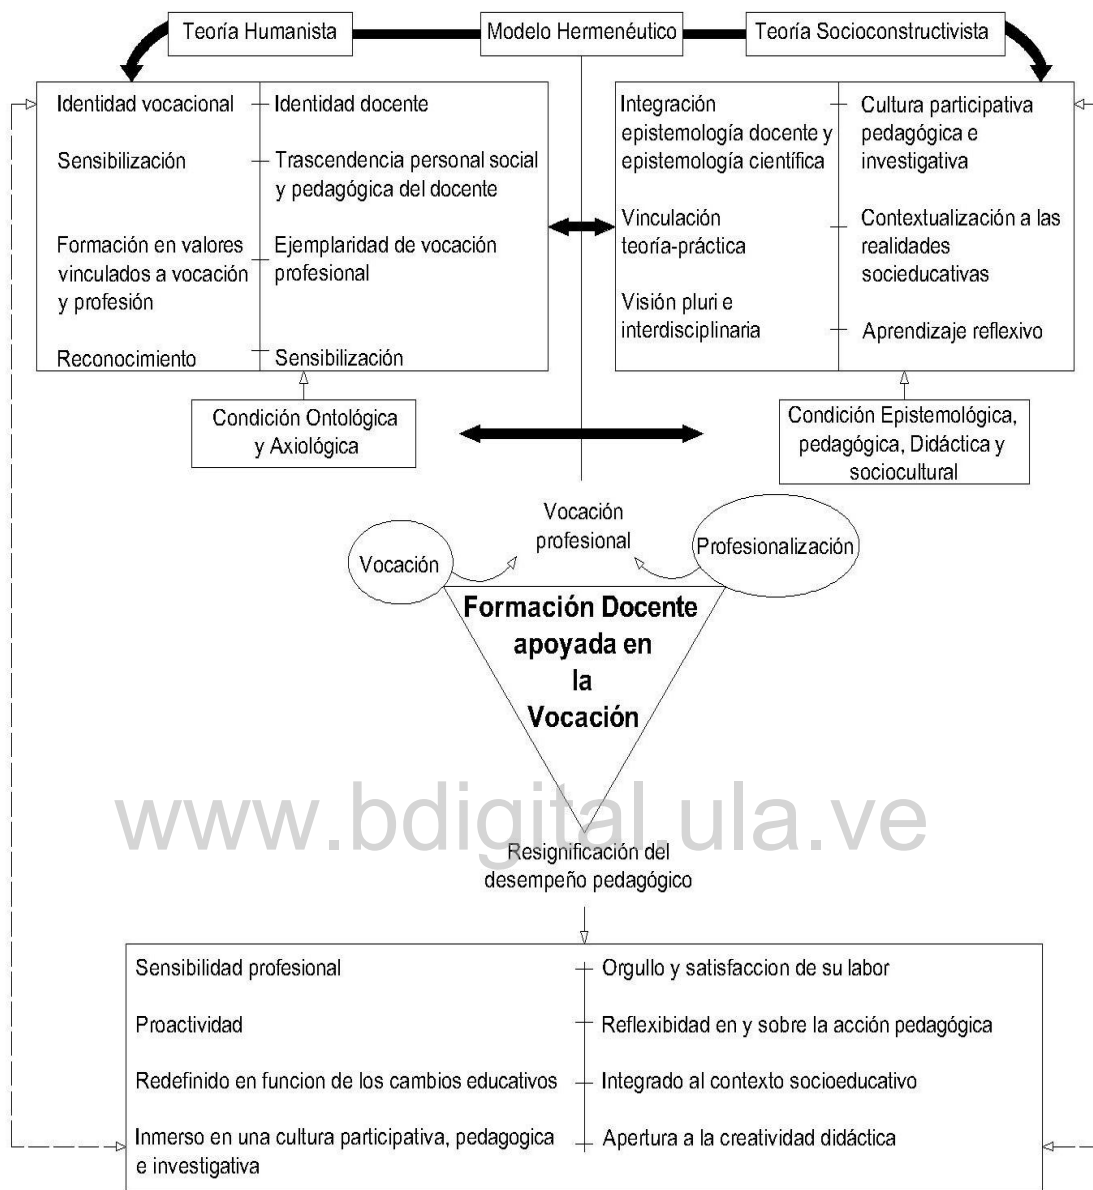 Teoría Humanista
Modelo Hermenéutico
Teoría Socioconstructivista
Identidad vocacional
Identidad docente
Sensibilización
Trascendencia personal social
y pedagógica del docente
Formación en valores
vinculados a vocación
y profesión
Ejemplaridad de vocación
profesional
Reconocimiento
Sensibilización
Integración
epistemología docente y
epistemología científica
Cultura participativa
pedagógica e
investigativa
Vinculación
teoría-práctica
Contextualización a las
realidades
socieducativas
Visión pluri e
interdisciplinaria
Aprendizaje reflexivo
Condición Ontológica
y Axiológica
Condición Epistemológica,
pedagógica, Didáctica y
sociocultural
Vocación
profesional
Vocación
Profesionalización
Formación Docente
apoyada en
la
Vocación
www.bdigital.ula.ve
Resignificación del
desempeño pedagógico
Sensibilidad profesional
Orgullo y satisfaccion de su labor
Proactividad
Reflexibidad en y sobre la acción pedagógica
Redefinido en funcion de los cambios educativos
Integrado al contexto socioeducativo
Inmerso en una cultura participativa, pedagogica
e investigativa
Apertura a la creatividad didáctica